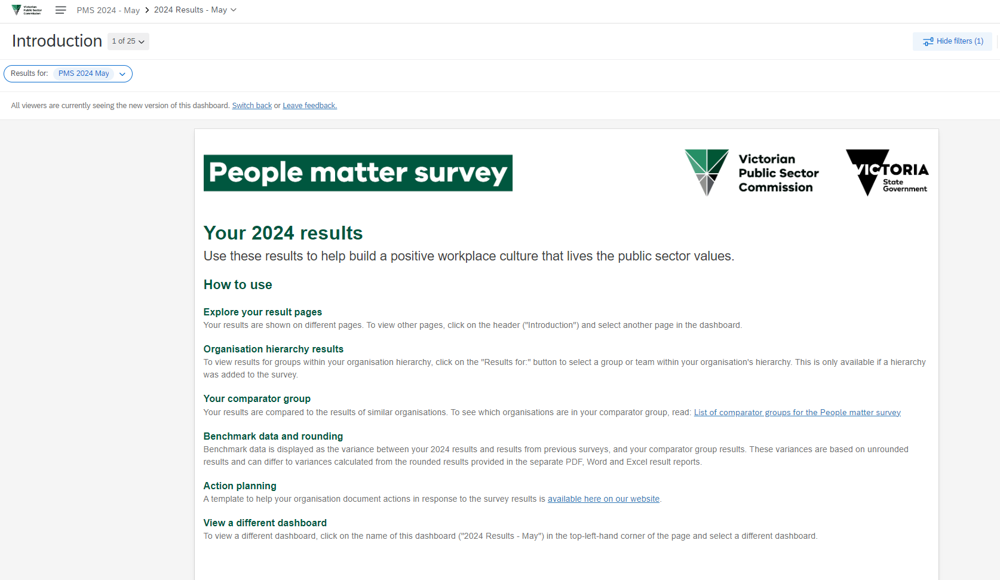 Victorian
Public Sector
Commission
PMS 2024 - May
2024 Results - May
Introduction
1 of 25
Hide filters (1)
Results for:
PMS 2024 May
All viewers are currently seeing the new version of this dashboard. Switch back or Leave feedback.
People matter survey
Victorian
Public Sector
Commission
VICTORIA
State
Government
Your 2024 results
Use these results to help build a positive workplace culture that lives the public sector values.
How to use
Explore your result pages
Your results are shown on different pages. To view other pages, click on the header ("Introduction") and select another page in the dashboard.
Organisation hierarchy results
To view results for groups within your organisation hierarchy, click on the "Results for:" button to select a group or team within your organisation's hierarchy. This is only available if a hierarchy
was added to the survey.
Your comparator group
Your results are compared to the results of similar organisations. To see which organisations are in your comparator group, read: List of comparator groups for the People matter survey
Benchmark data and rounding
Benchmark data is displayed as the variance between your 2024 results and results from previous surveys, and your comparator group results. These variances are based on unrounded
results and can differ to variances calculated from the rounded results provided in the separate PDF, Word and Excel result reports.
Action planning
A template to help your organisation document actions in response to the survey results is available here on our website.
View a different dashboard
To view a different dashboard, click on the name of this dashboard ("2024 Results - May") in the top-left-hand corner of the page and select a different dashboard.